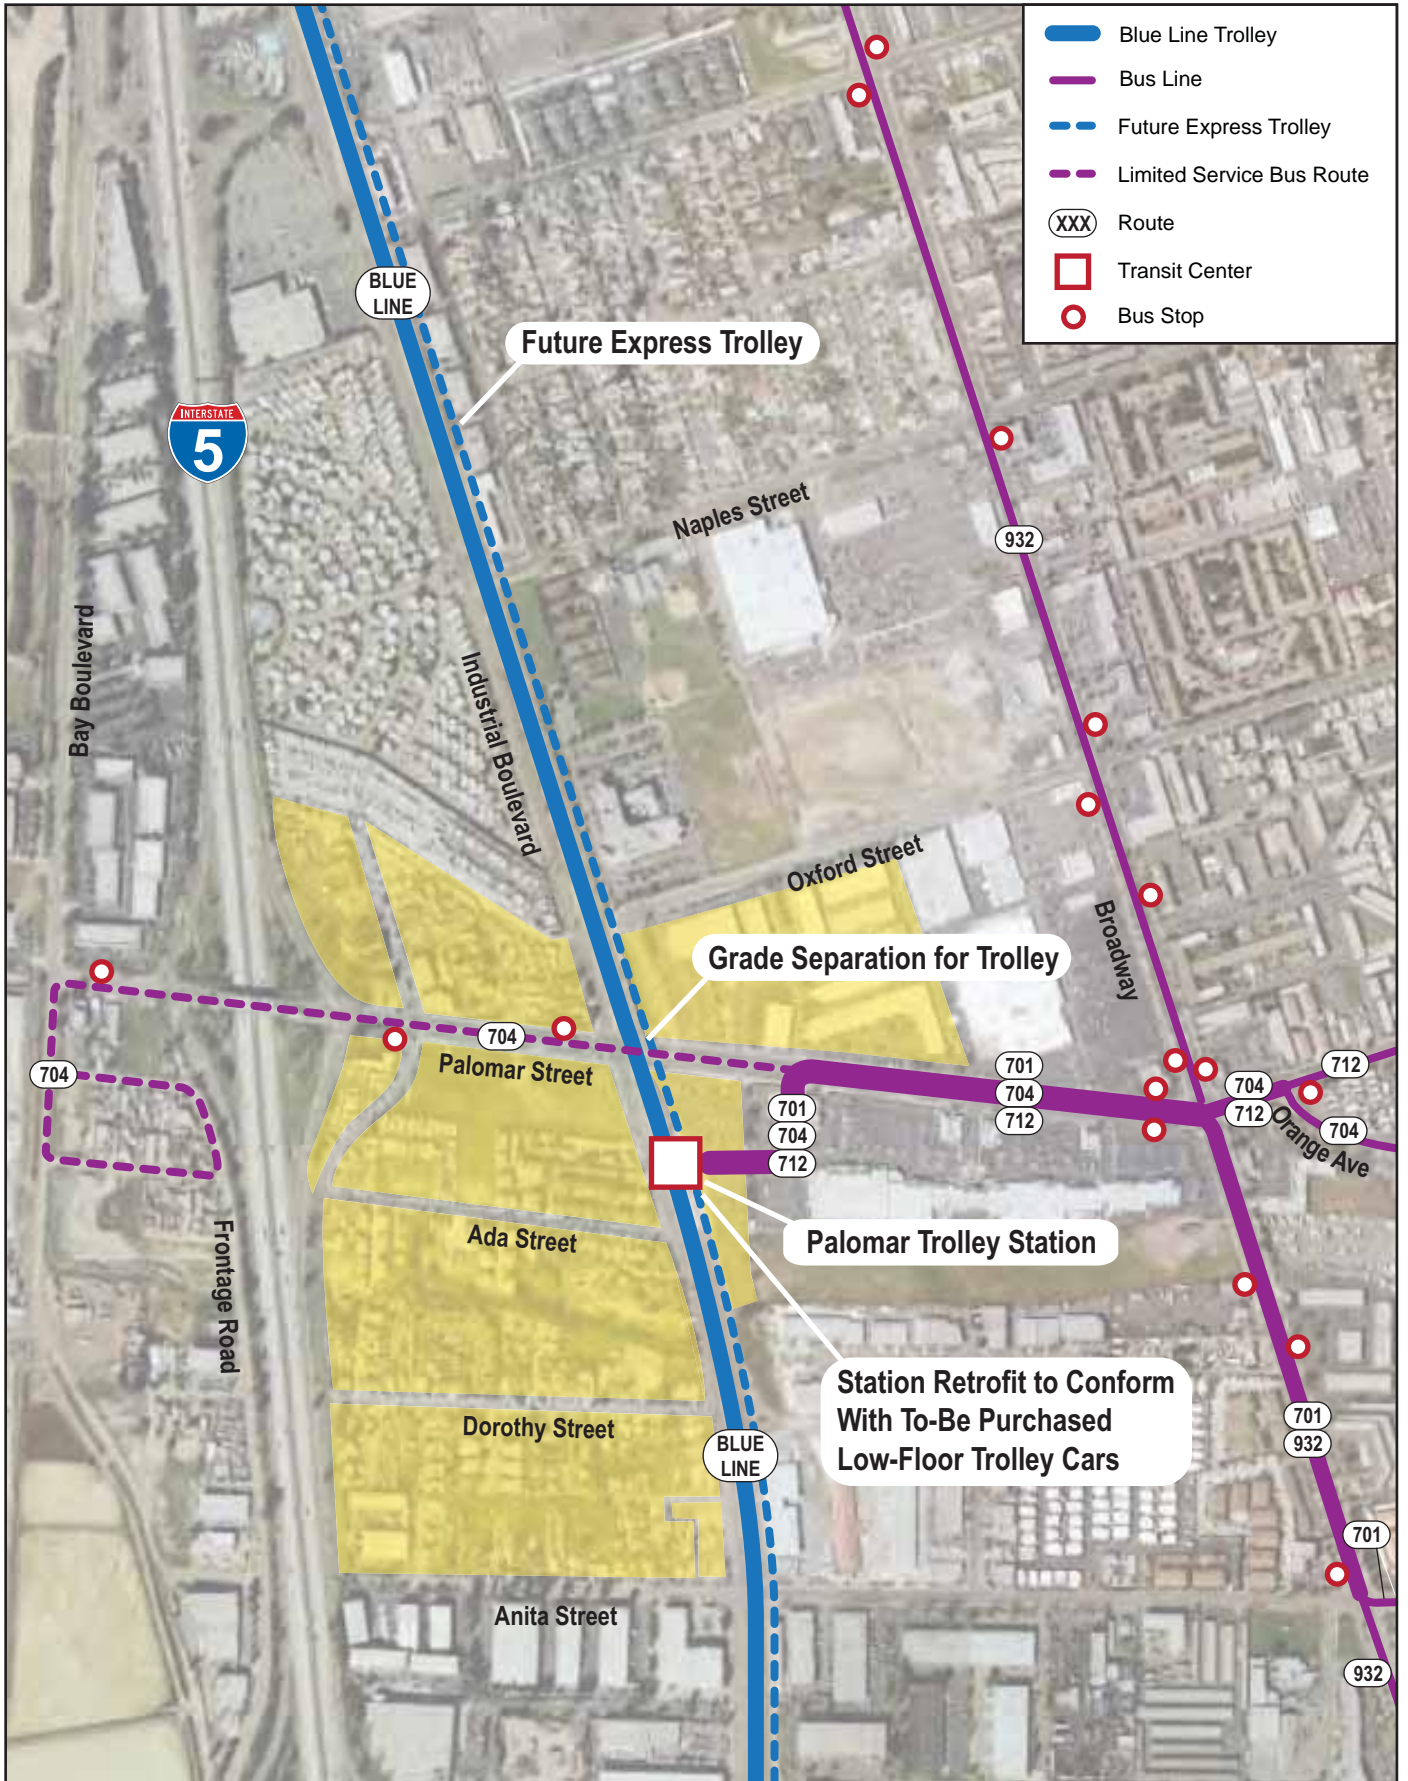 Blue Line Trolley
Bus Line
Future Express Trolley
Limited Service Bus Route
XXX Route
Transit Center
Bus Stop
BLUE
LINE
Future Express Trolley
INTERSTATE
5
Naples Street
932
Bay Boulevard
Industrial Boulevard
Oxford Street
Broadway
Grade Separation for Trolley
704
Palomar Street
704
701
704
712
701
704
712
704
712
712
704
Orange Ave
Palomar Trolley Station
Ada Street
Frontage Road
Station Retrofit to Conform
With To-Be Purchased
Low-Floor Trolley Cars
Dorothy Street
BLUE
LINE
701
932
701
Anita Street
932